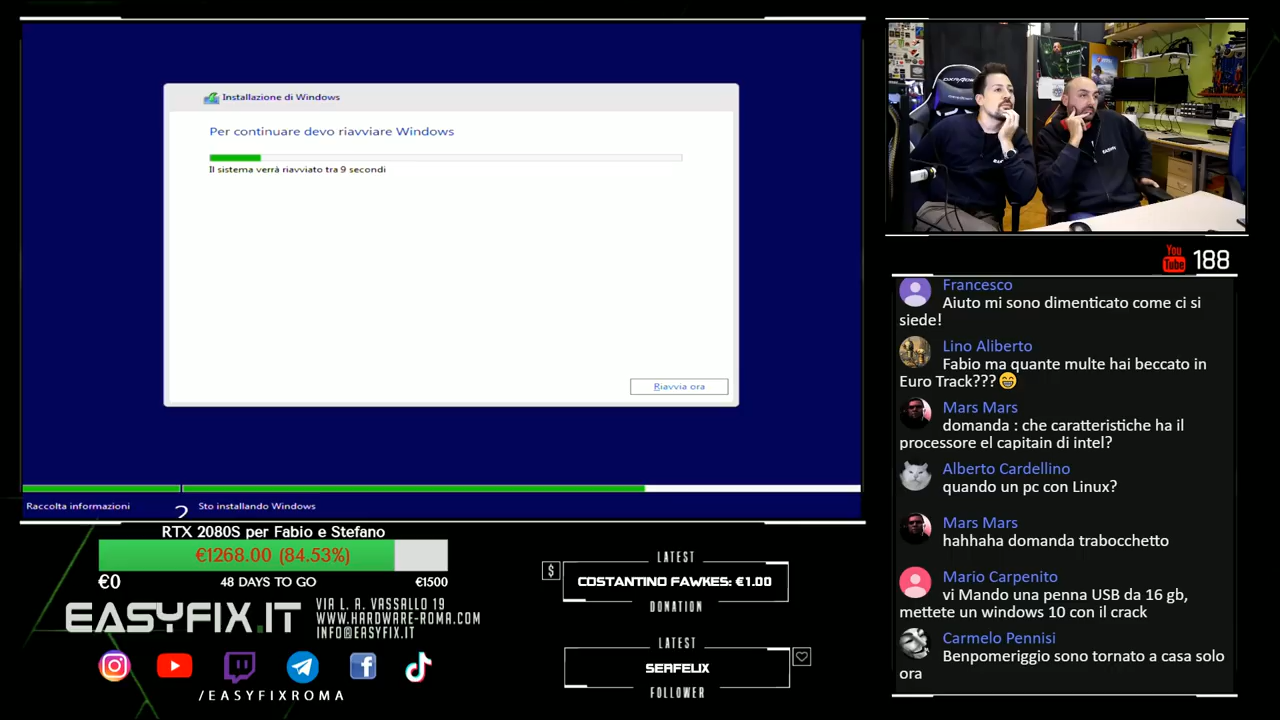 Installazione di Windows
Per continuare devo riavviare Windows
Il sistema verrà riavviato tra 9 secondi
Riavvia ora
Raccolta informazioni
2
Sto installando Windows
RTX 2080S per Fabio e Stefano
€1268.00 (84.53%)
€0
48 DAYS TO GO
€1500
EASYFIX.IT
VIA L. A. VASSALLO 19
WWW.HARDWARE-ROMA.COM
INFO@EASYFIX.IT
/EASYFIXROMA
LATEST
$
COSTANTINO FAWKES: €1.00
DONATION
LATEST
SERFELIX
FOLLOWER
DXRACER
You
Tube
188
Francesco
Aiuto mi sono dimenticato come ci si
siede!
Lino Aliberto
Fabio ma quante multe hai beccato in
Euro Track???😁
Mars Mars
domanda : che caratteristiche ha il
processore el capitain di intel?
Alberto Cardellino
quando un pc con Linux?
Mars Mars
hahhaha domanda trabocchetto
Mario Carpenito
vi Mando una penna USB da 16 gb,
mettete un windows 10 con il crack
Carmelo Pennisi
Benpomeriggio sono tornato a casa solo
ora